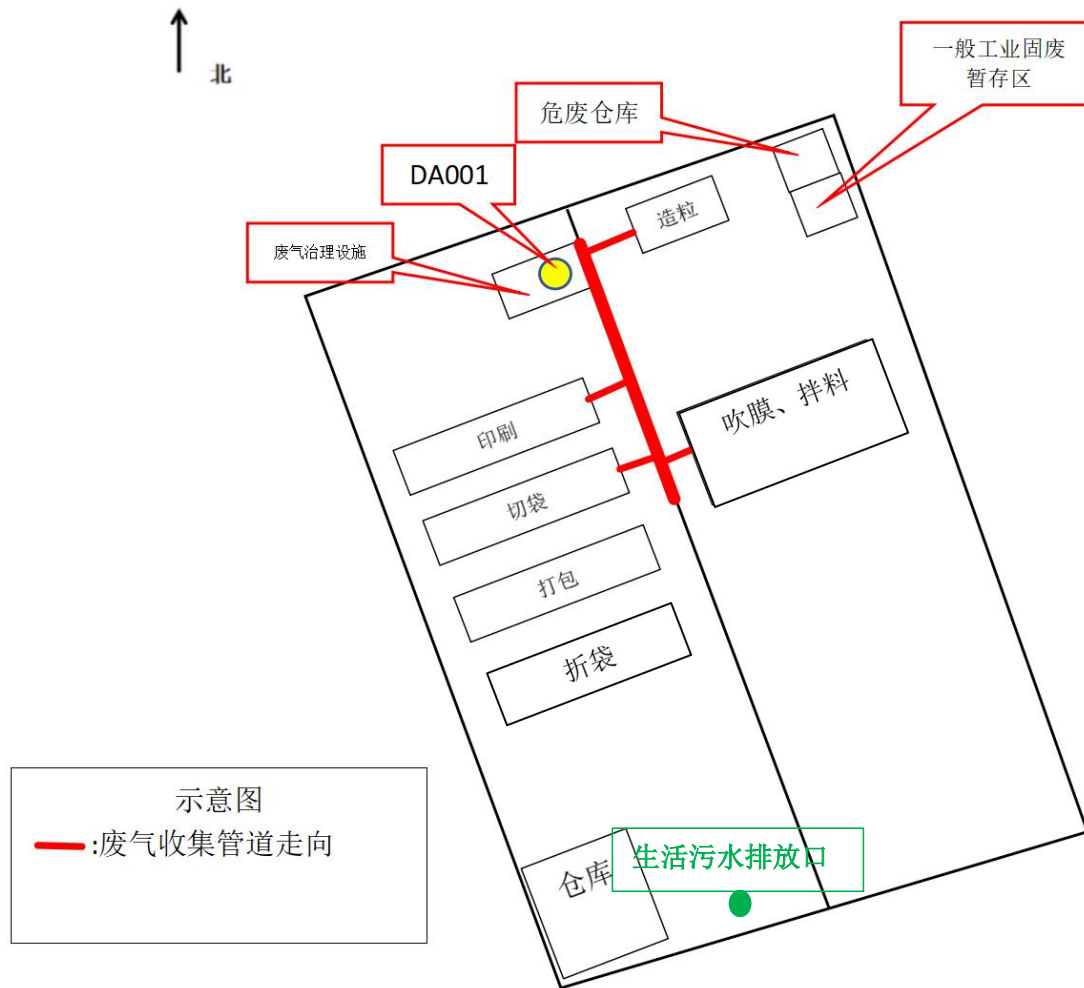 北
一般工业固废
暂存区
危废仓库
DA001
造粒
废气治理设施
吹膜、拌料
印刷
切袋
打包
折袋
示意图
:废气收集管道走向
生活污水排放口
仓库